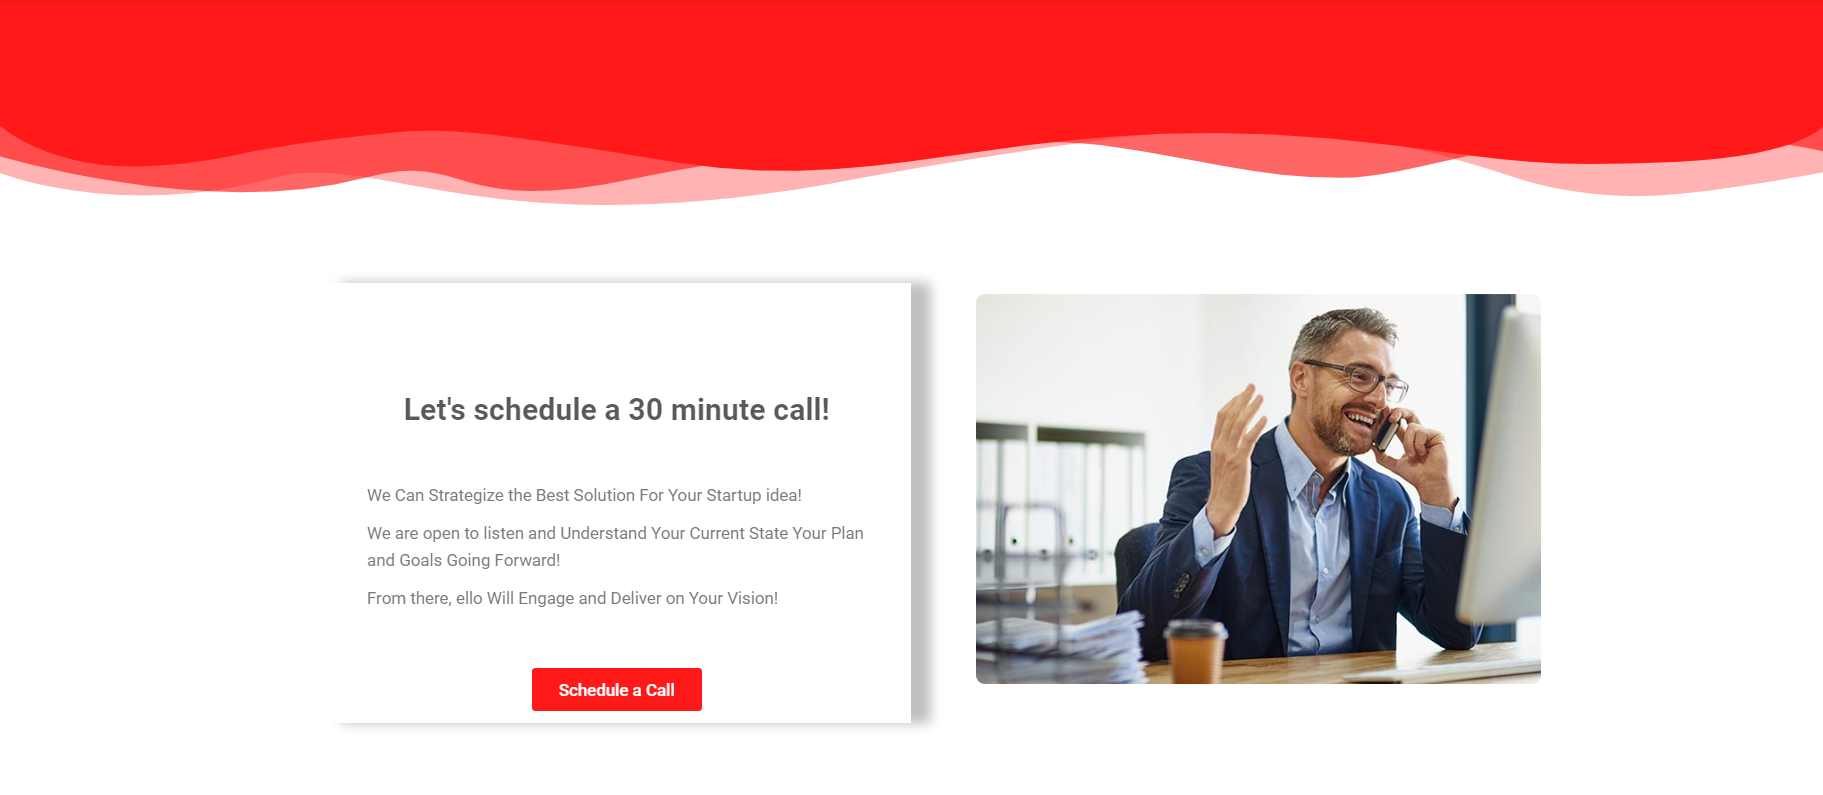 Let's schedule a 30 minute call!
We Can Strategize the Best Solution For Your Startup idea!
We are open to listen and Understand Your Current State Your Plan
and Goals Going Forward!
From there, ello Will Engage and Deliver on Your Vision!
Schedule a Call